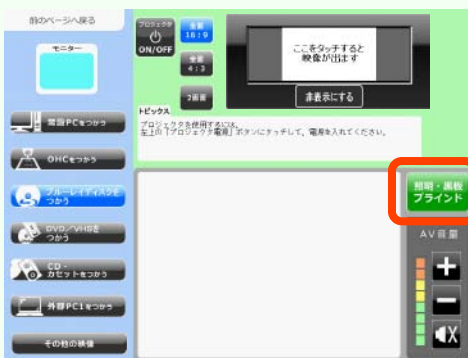 前のページへ戻る
モニター
常設PCをつかう
OHCをつかう
ブルーレイディスクを
つかう
DVD/VHSを
つかう
CD・
カセットをつかう
外部PC1をつかう
その他の映像
プロジェクタ
ON/OFF
全面
16:9
全面
4:3
2画面
ここをタッチすると
映像が出ます
非表示にする
トピックス
プロジェクタを使用するには、
左上の「プロジェクタ電源」ボタンにタッチして、電源を入れてください。
照明・黒板
ブラインド
AV音量